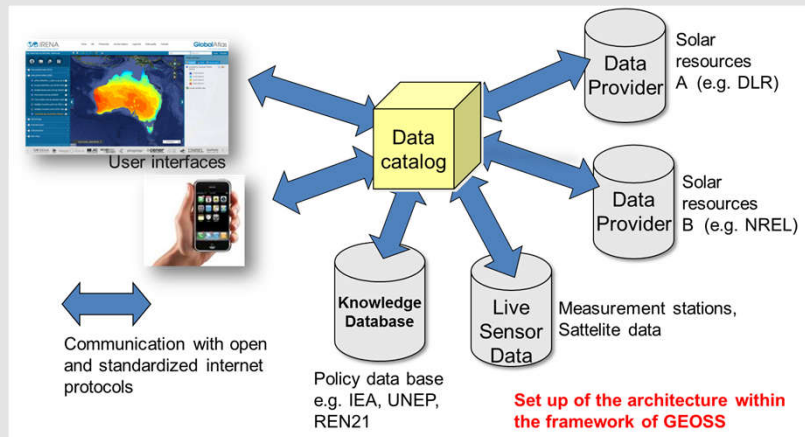 IRENA
GlobalAtlas
User interfaces
Data
catalog
Data
Provider
Solar
resources
A (e.g. DLR)
Data
Provider
Solar
resources
B (e.g. NREL)
Knowledge
Database
Live
Sensor
Data
Measurement stations,
Sattelite data
Communication with open
and standardized internet
protocols
Policy data base
e.g. IEA, UNEP,
REN21
Set up of the architecture within
the framework of GEOSS